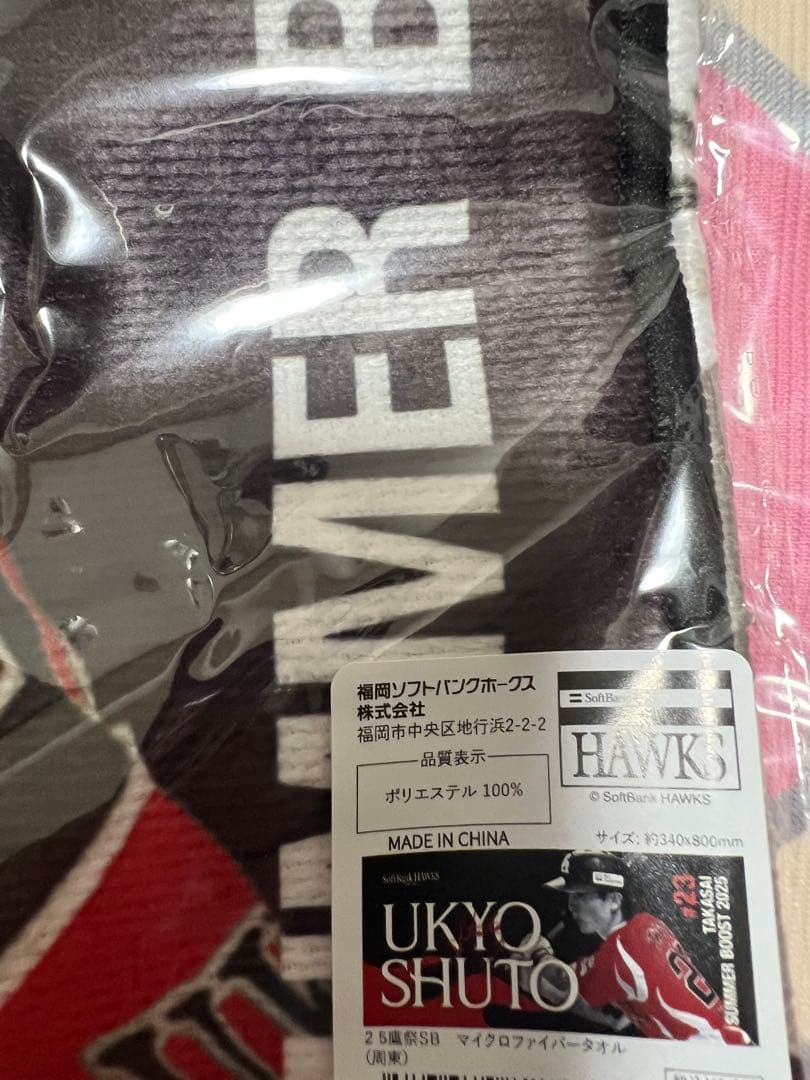 SUMMER B
福岡ソフトバンクホークス
株式会社
福岡市中央区地行浜2-2-2
品質表示
ポリエステル 100%
MADE IN CHINA
SoftBank
HAWKS
© SoftBank HAWKS
サイズ: 約340x800mm
SoftBank HAWKS
UKYO
SHUTO
#23
TAKASAI
SUMMER BOOST 2025
25鷹祭SB マイクロファイバータオル
(周東)